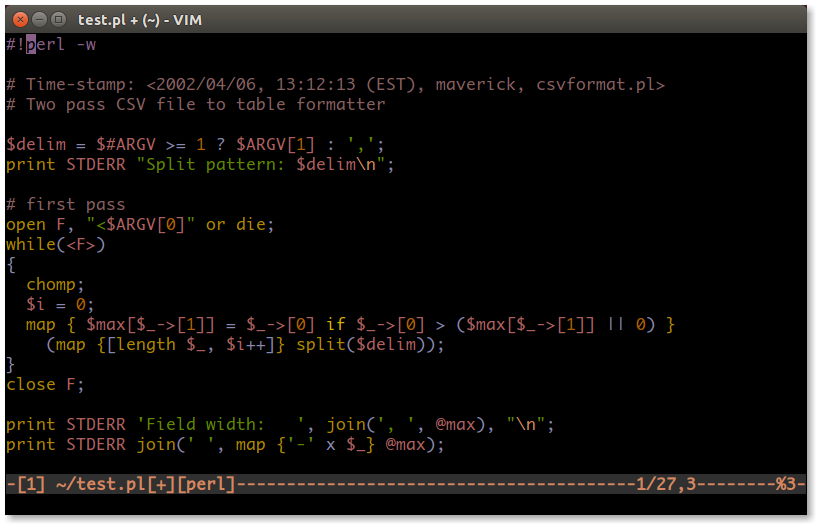 test.pl + (~) - VIM
#!perl -w

# Time-stamp: <2002/04/06, 13:12:13 (EST), maverick, csvformat.pl>
# Two pass CSV file to table formatter

$delim = $#ARGV >= 1 ? $ARGV[1] : ',';
print STDERR "Split pattern: $delim\n";

# first pass
open F, "<$ARGV[0]" or die;
while(<F>)
{
  chomp;
  $i = 0;
  map { $max[$_->[1]] = $_->[0] if $_->[0] > ($max[$_->[1]] || 0) }
    (map {[length $_, $i++]} split($delim));
}
close F;

print STDERR 'Field width:   ', join(', ', @max), "\n";
print STDERR join(' ', map {'-' x $_} @max);

-[1] ~/test.pl[+][perl]----------------------------------------1/27,3--------%3-